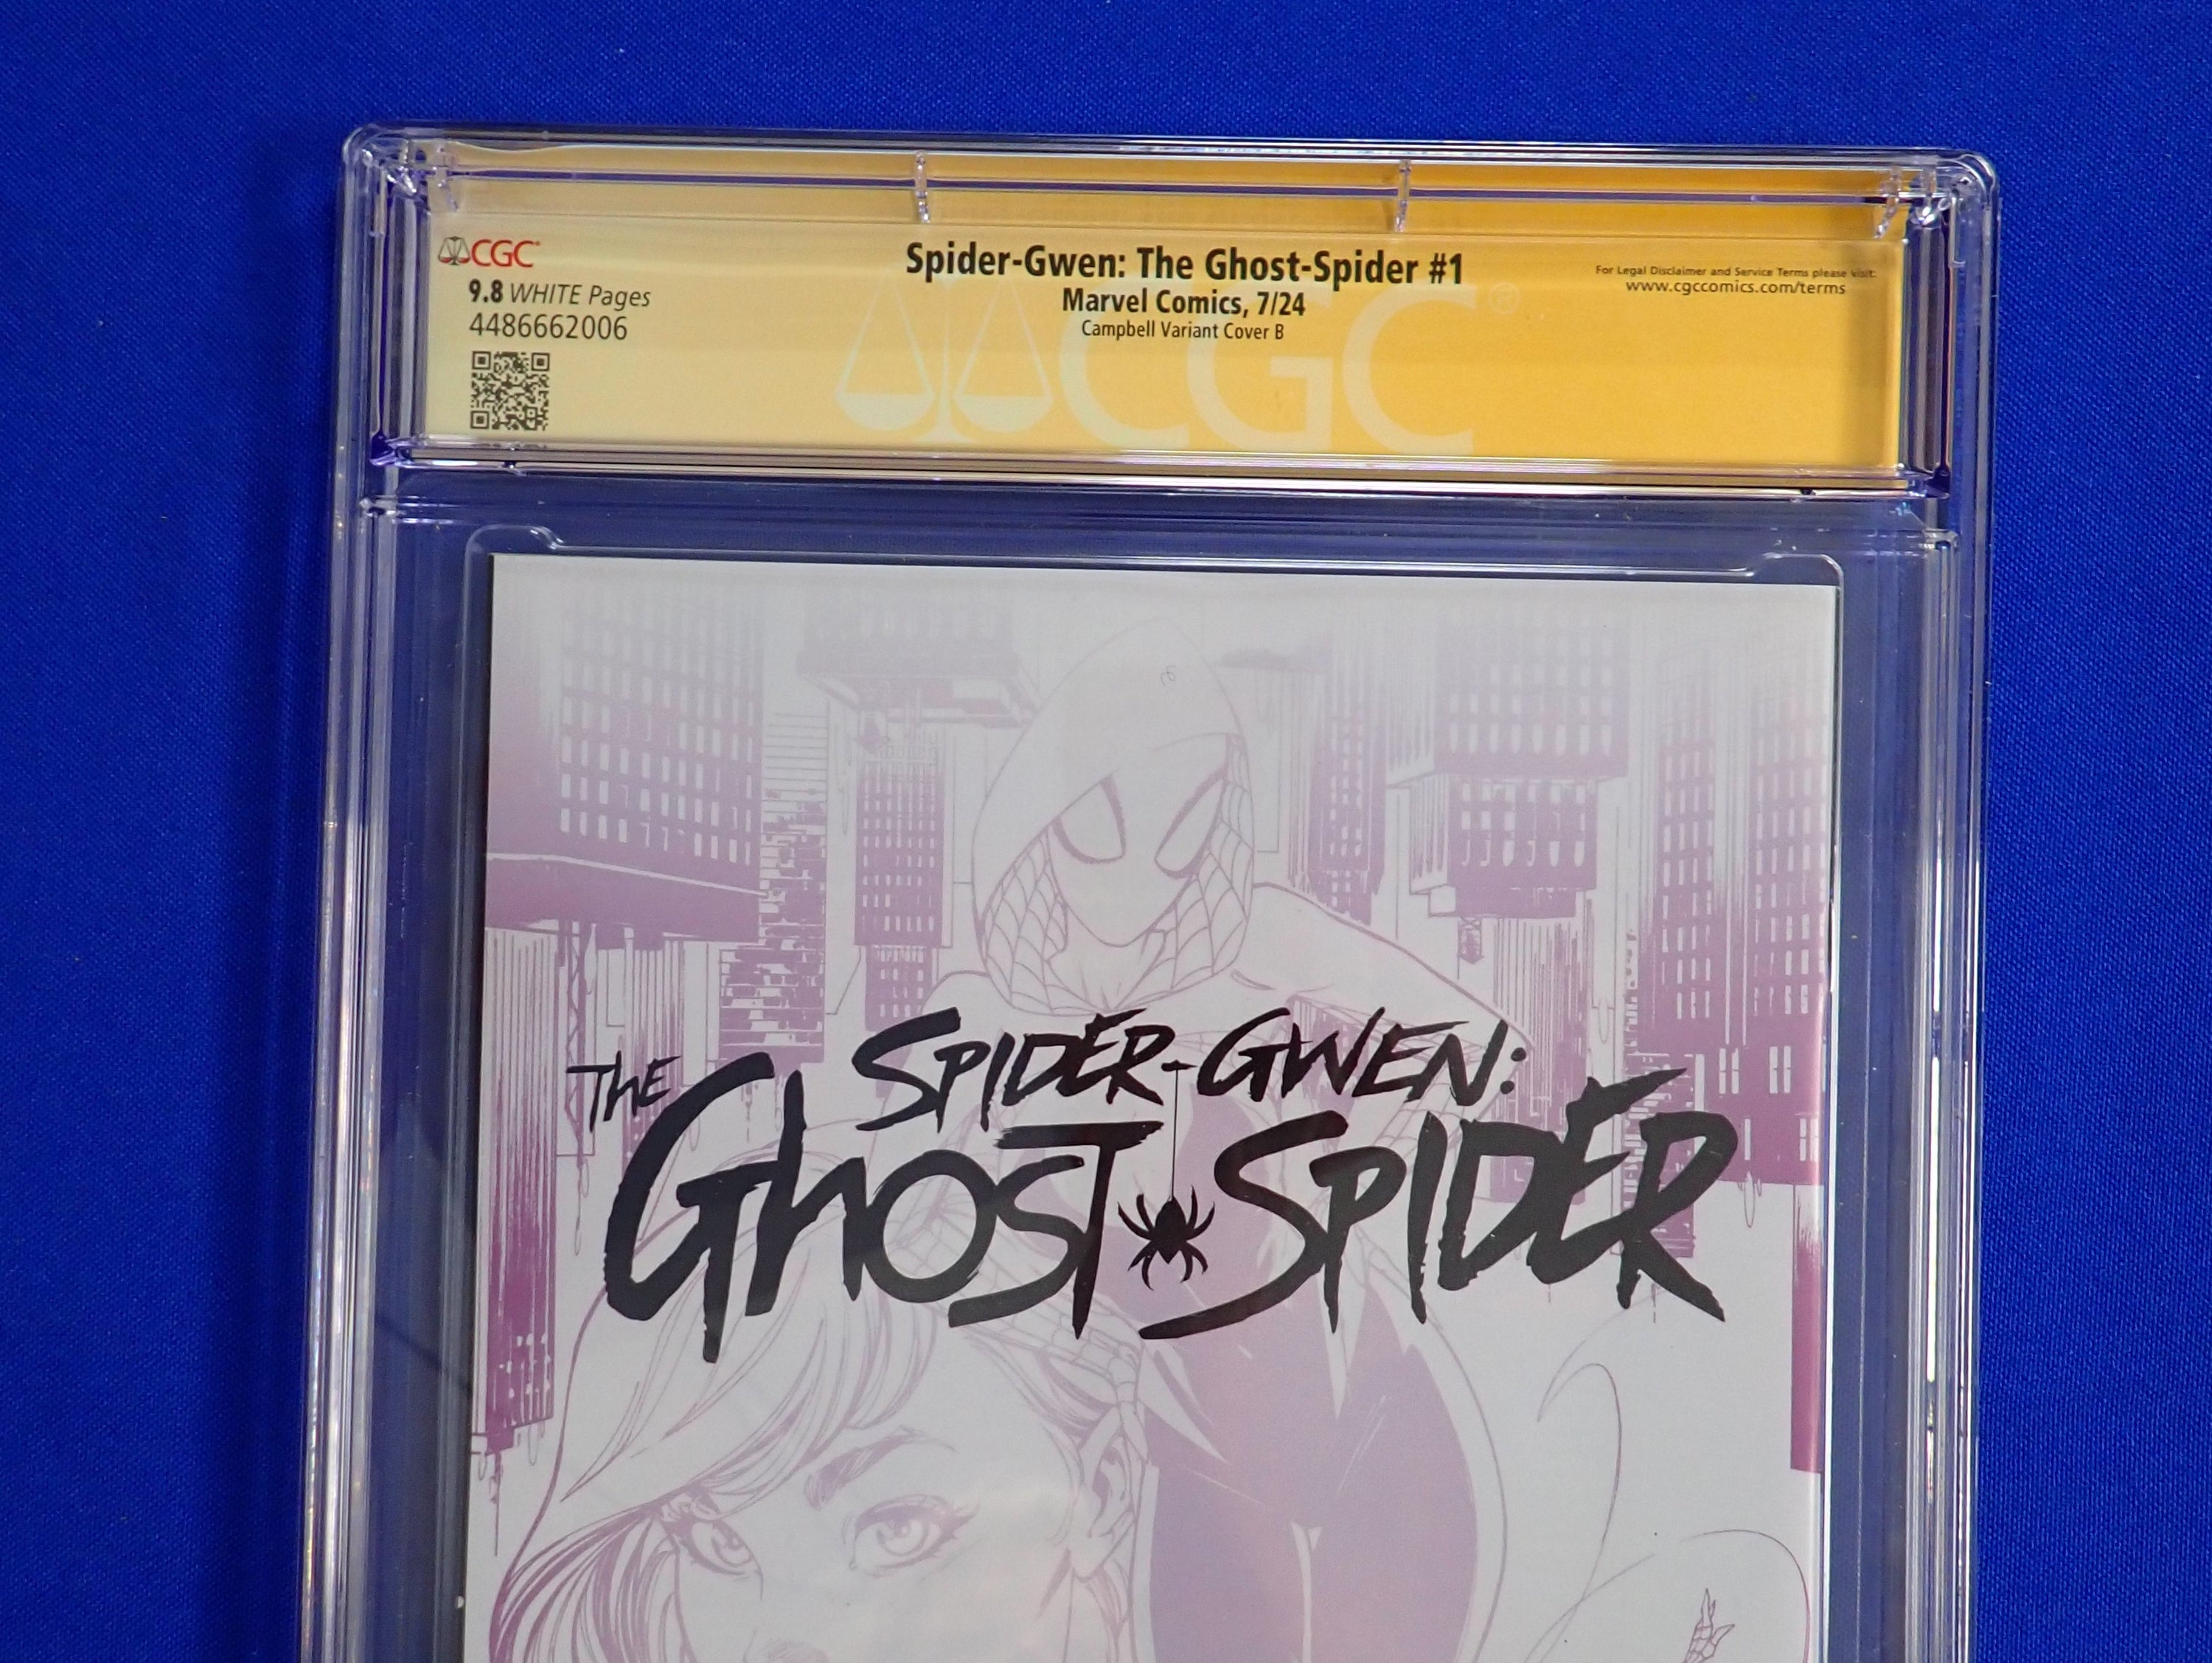 CGC
9.8 WHITE Pages
4486662006
Spider-Gwen: The Ghost-Spider #1
Marvel Comics, 7/24
Campbell Variant Cover B
For Legal Disclaimer and Service Terms please visit:
www.cgccomics.com/terms
CGC®
SPIDER-GWEN:
THE GHOST SPIDER